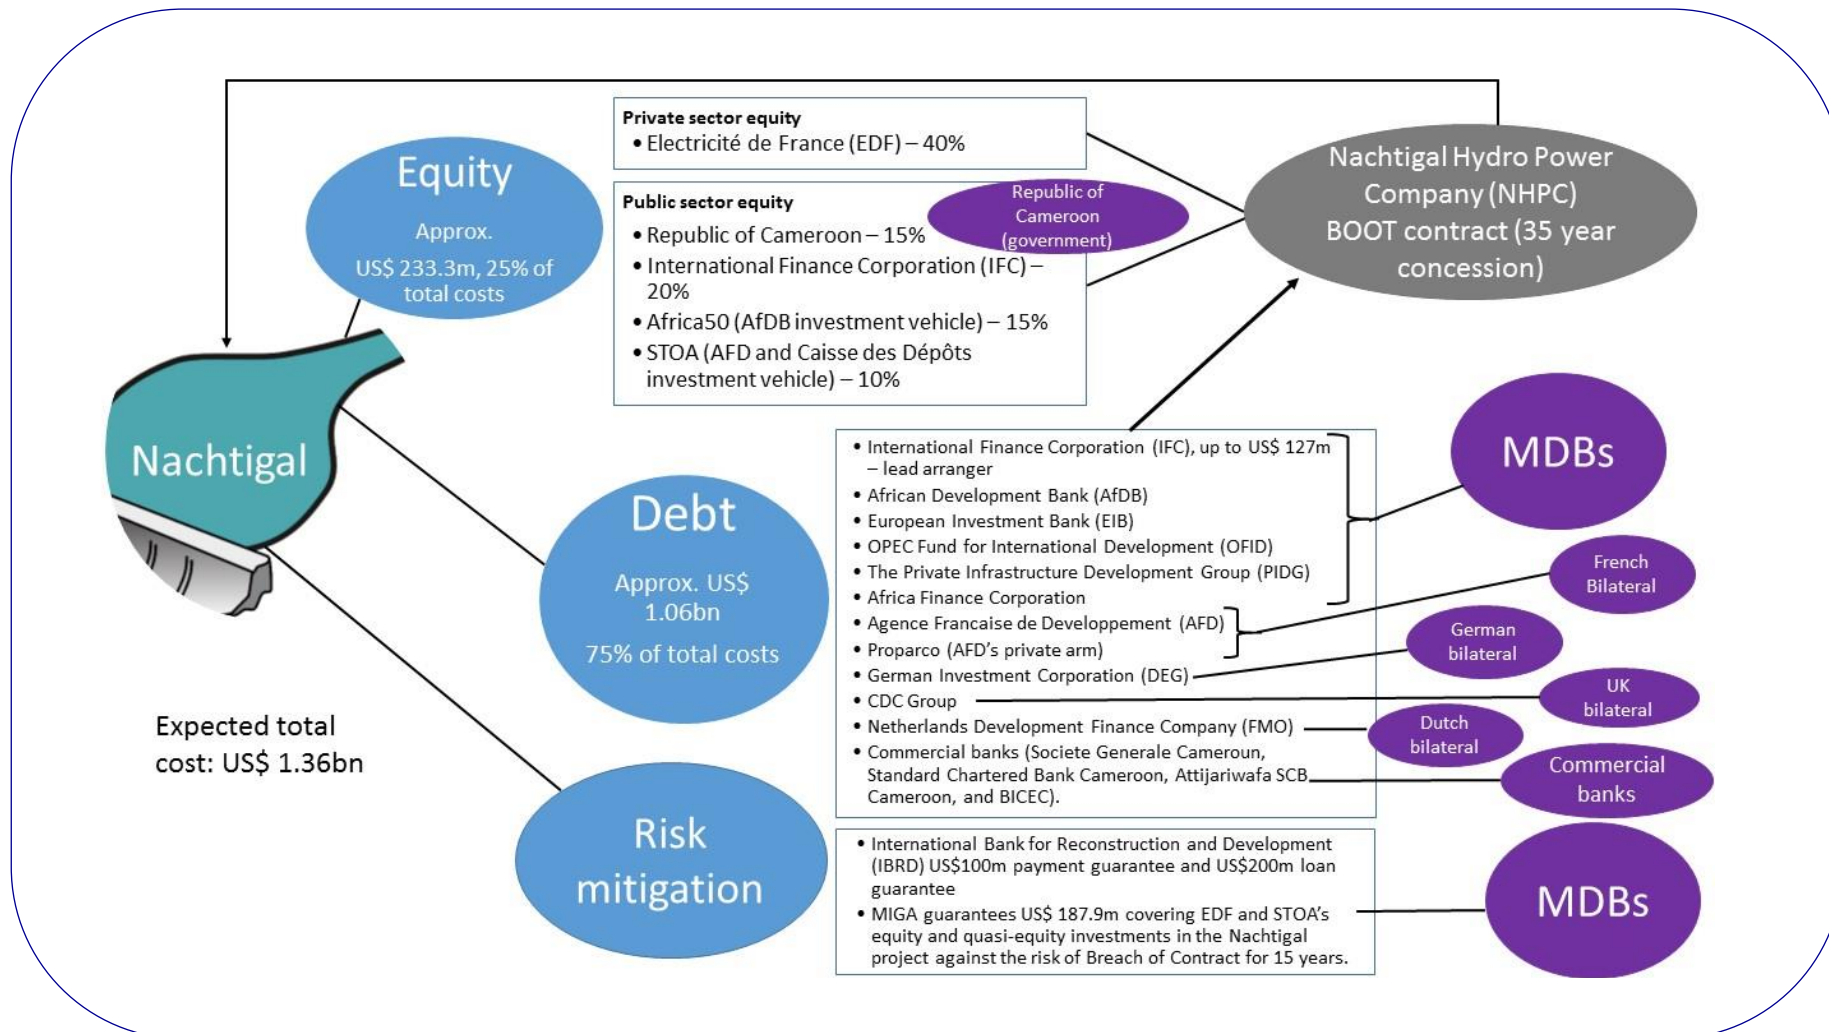 Private sector equity
• Electricité de France (EDF) – 40%
Equity
Approx.
US$ 233.3m, 25% of
total costs
Public sector equity
• Republic of Cameroon – 15%
• International Finance Corporation (IFC) –
20%
• Africa50 (AfDB investment vehicle) – 15%
• STOA (AFD and Caisse des Dépôts
investment vehicle) – 10%
Republic of
Cameroon
(government)
Nachtigal Hydro Power
Company (NHPC)
BOOT contract (35 year
concession)
Nachtigal
Debt
Approx. US$
1.06bn
75% of total costs
• International Finance Corporation (IFC), up to US$ 127m
– lead arranger
• African Development Bank (AfDB)
• European Investment Bank (EIB)
• OPEC Fund for International Development (OFID)
• The Private Infrastructure Development Group (PIDG)
• Africa Finance Corporation
• Agence Francaise de Developpement (AFD)
• Proparco (AFD’s private arm)
• German Investment Corporation (DEG)
• CDC Group
• Netherlands Development Finance Company (FMO)
• Commercial banks (Societe Generale Cameroun,
Standard Chartered Bank Cameroon, Attijariwafa SCB
Cameroon, and BICEC).
MDBs
French
Bilateral
German
bilateral
UK
bilateral
Dutch
bilateral
Commercial
banks
Expected total
cost: US$ 1.36bn
Risk
mitigation
• International Bank for Reconstruction and Development
(IBRD) US$100m payment guarantee and US$200m loan
guarantee
• MIGA guarantees US$ 187.9m covering EDF and STOA’s
equity and quasi-equity investments in the Nachtigal
project against the risk of Breach of Contract for 15 years.
MDBs